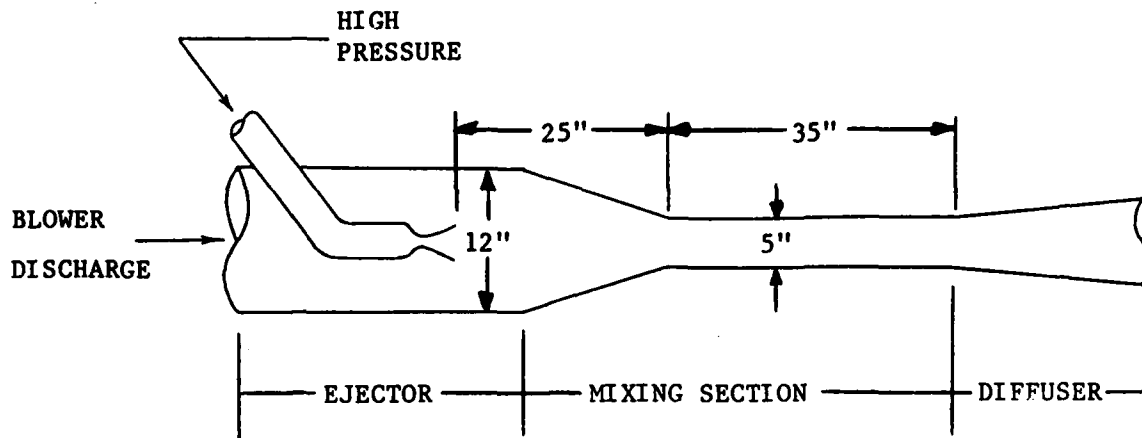 HIGH
PRESSURE
25"
35"
BLOWER
DISCHARGE
12"
5"
EJECTOR
MIXING SECTION
DIFFUSER